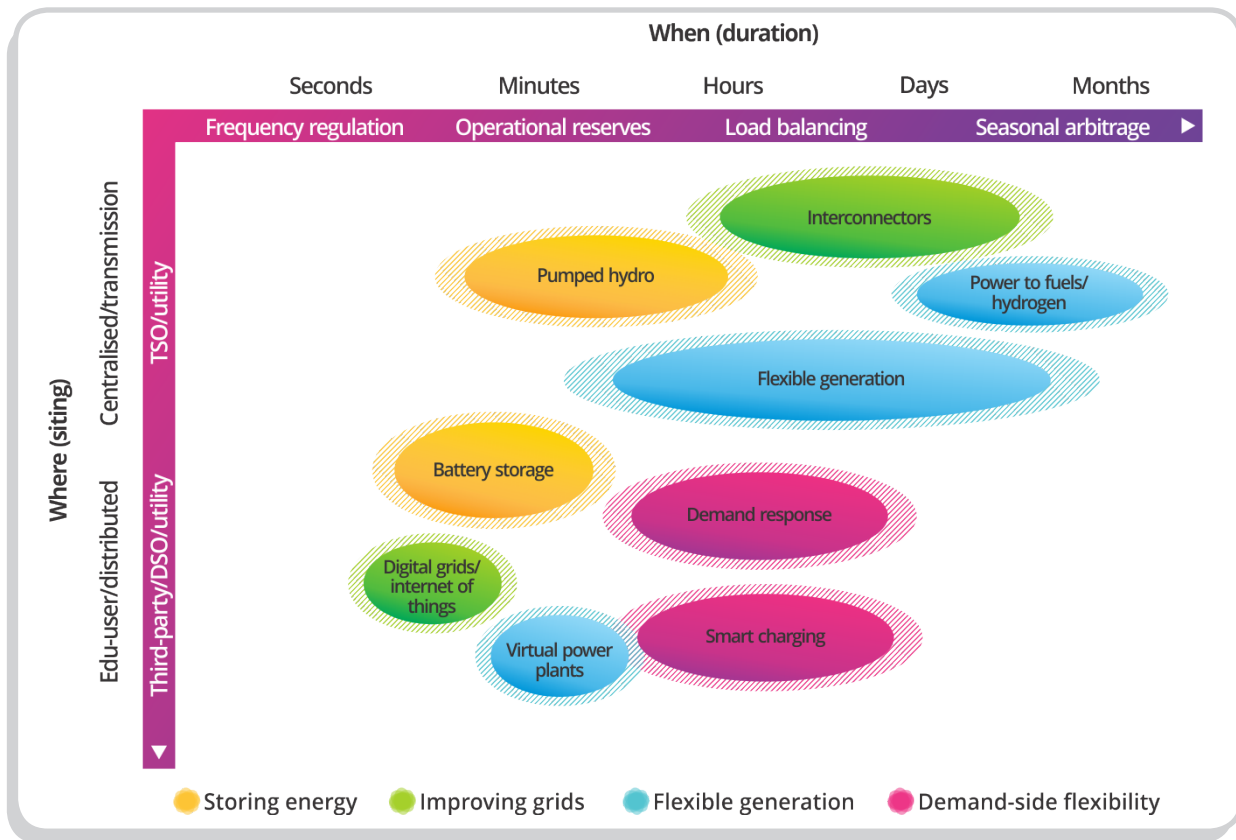 When (duration)
Seconds Minutes Hours Days Months
Frequency regulation Operational reserves Load balancing Seasonal arbitrage
Where (siting)
Centralised/transmission
TSO/utility
Edu-user/distributed
Third-party/DSO/utility
Interconnectors
Pumped hydro
Power to fuels/
hydrogen
Flexible generation
Battery storage
Demand response
Digital grids/
internet of
things
Smart charging
Virtual power
plants
Storing energy Improving grids Flexible generation Demand-side flexibility